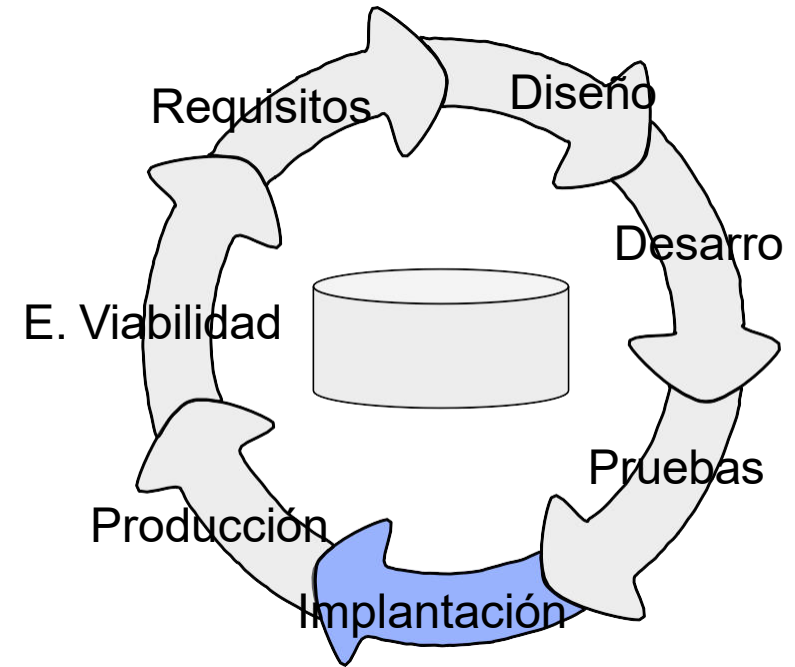 Requisitos
Diseño
Desarro
Pruebas
Implantación
Producción
E. Viabilidad